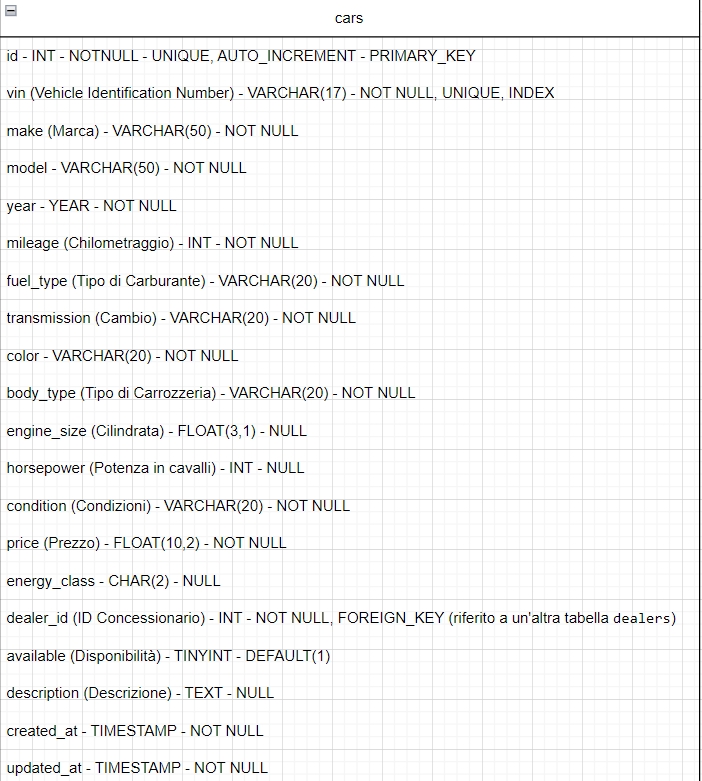 cars
id - INT - NOTNULL - UNIQUE, AUTO_INCREMENT - PRIMARY_KEY
vin (Vehicle Identification Number) - VARCHAR(17) - NOT NULL, UNIQUE, INDEX
make (Marca) - VARCHAR(50) - NOT NULL
model - VARCHAR(50) - NOT NULL
year - YEAR - NOT NULL
mileage (Chilometraggio) - INT - NOT NULL
fuel_type (Tipo di Carburante) - VARCHAR(20) - NOT NULL
transmission (Cambio) - VARCHAR(20) - NOT NULL
color - VARCHAR(20) - NOT NULL
body_type (Tipo di Carrozzeria) - VARCHAR(20) - NOT NULL
engine_size (Cilindrata) - FLOAT(3,1) - NULL
horsepower (Potenza in cavalli) - INT - NULL
condition (Condizioni) - VARCHAR(20) - NOT NULL
price (Prezzo) - FLOAT(10,2) - NOT NULL
energy_class - CHAR(2) - NULL
dealer_id (ID Concessionario) - INT - NOT NULL, FOREIGN_KEY (riferito a un'altra tabella dealers)
available (Disponibilità) - TINYINT - DEFAULT(1)
description (Descrizione) - TEXT - NULL
created_at - TIMESTAMP - NOT NULL
updated_at - TIMESTAMP - NOT NULL